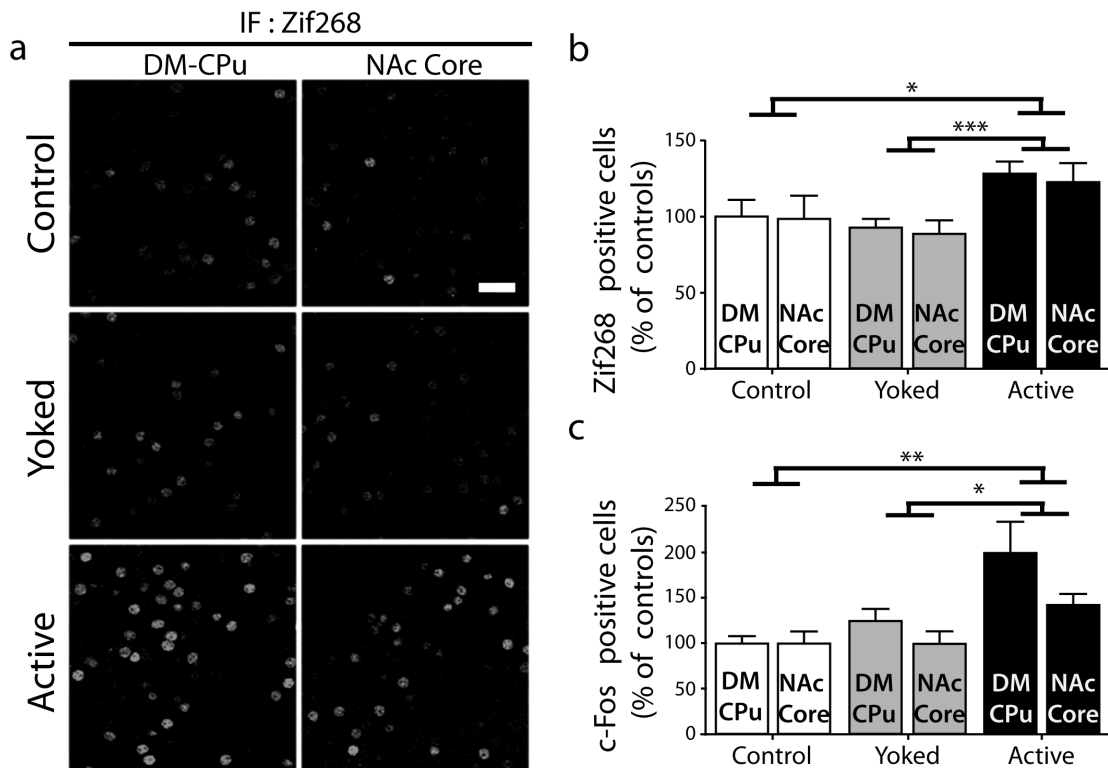 a
IF : Zif268
DM-CPu
NAc Core
Control
Yoked
Active
b
Zif268 positive cells
(% of controls)
150
100
50
0
*
***
DM
CPu
NAc
Core
DM
CPu
NAc
Core
DM
CPu
NAc
Core
Control
Yoked
Active
c
c-Fos positive cells
(% of controls)
250
200
150
100
50
0
**
*
DM
CPu
NAc
Core
DM
CPu
NAc
Core
DM
CPu
NAc
Core
Control
Yoked
Active